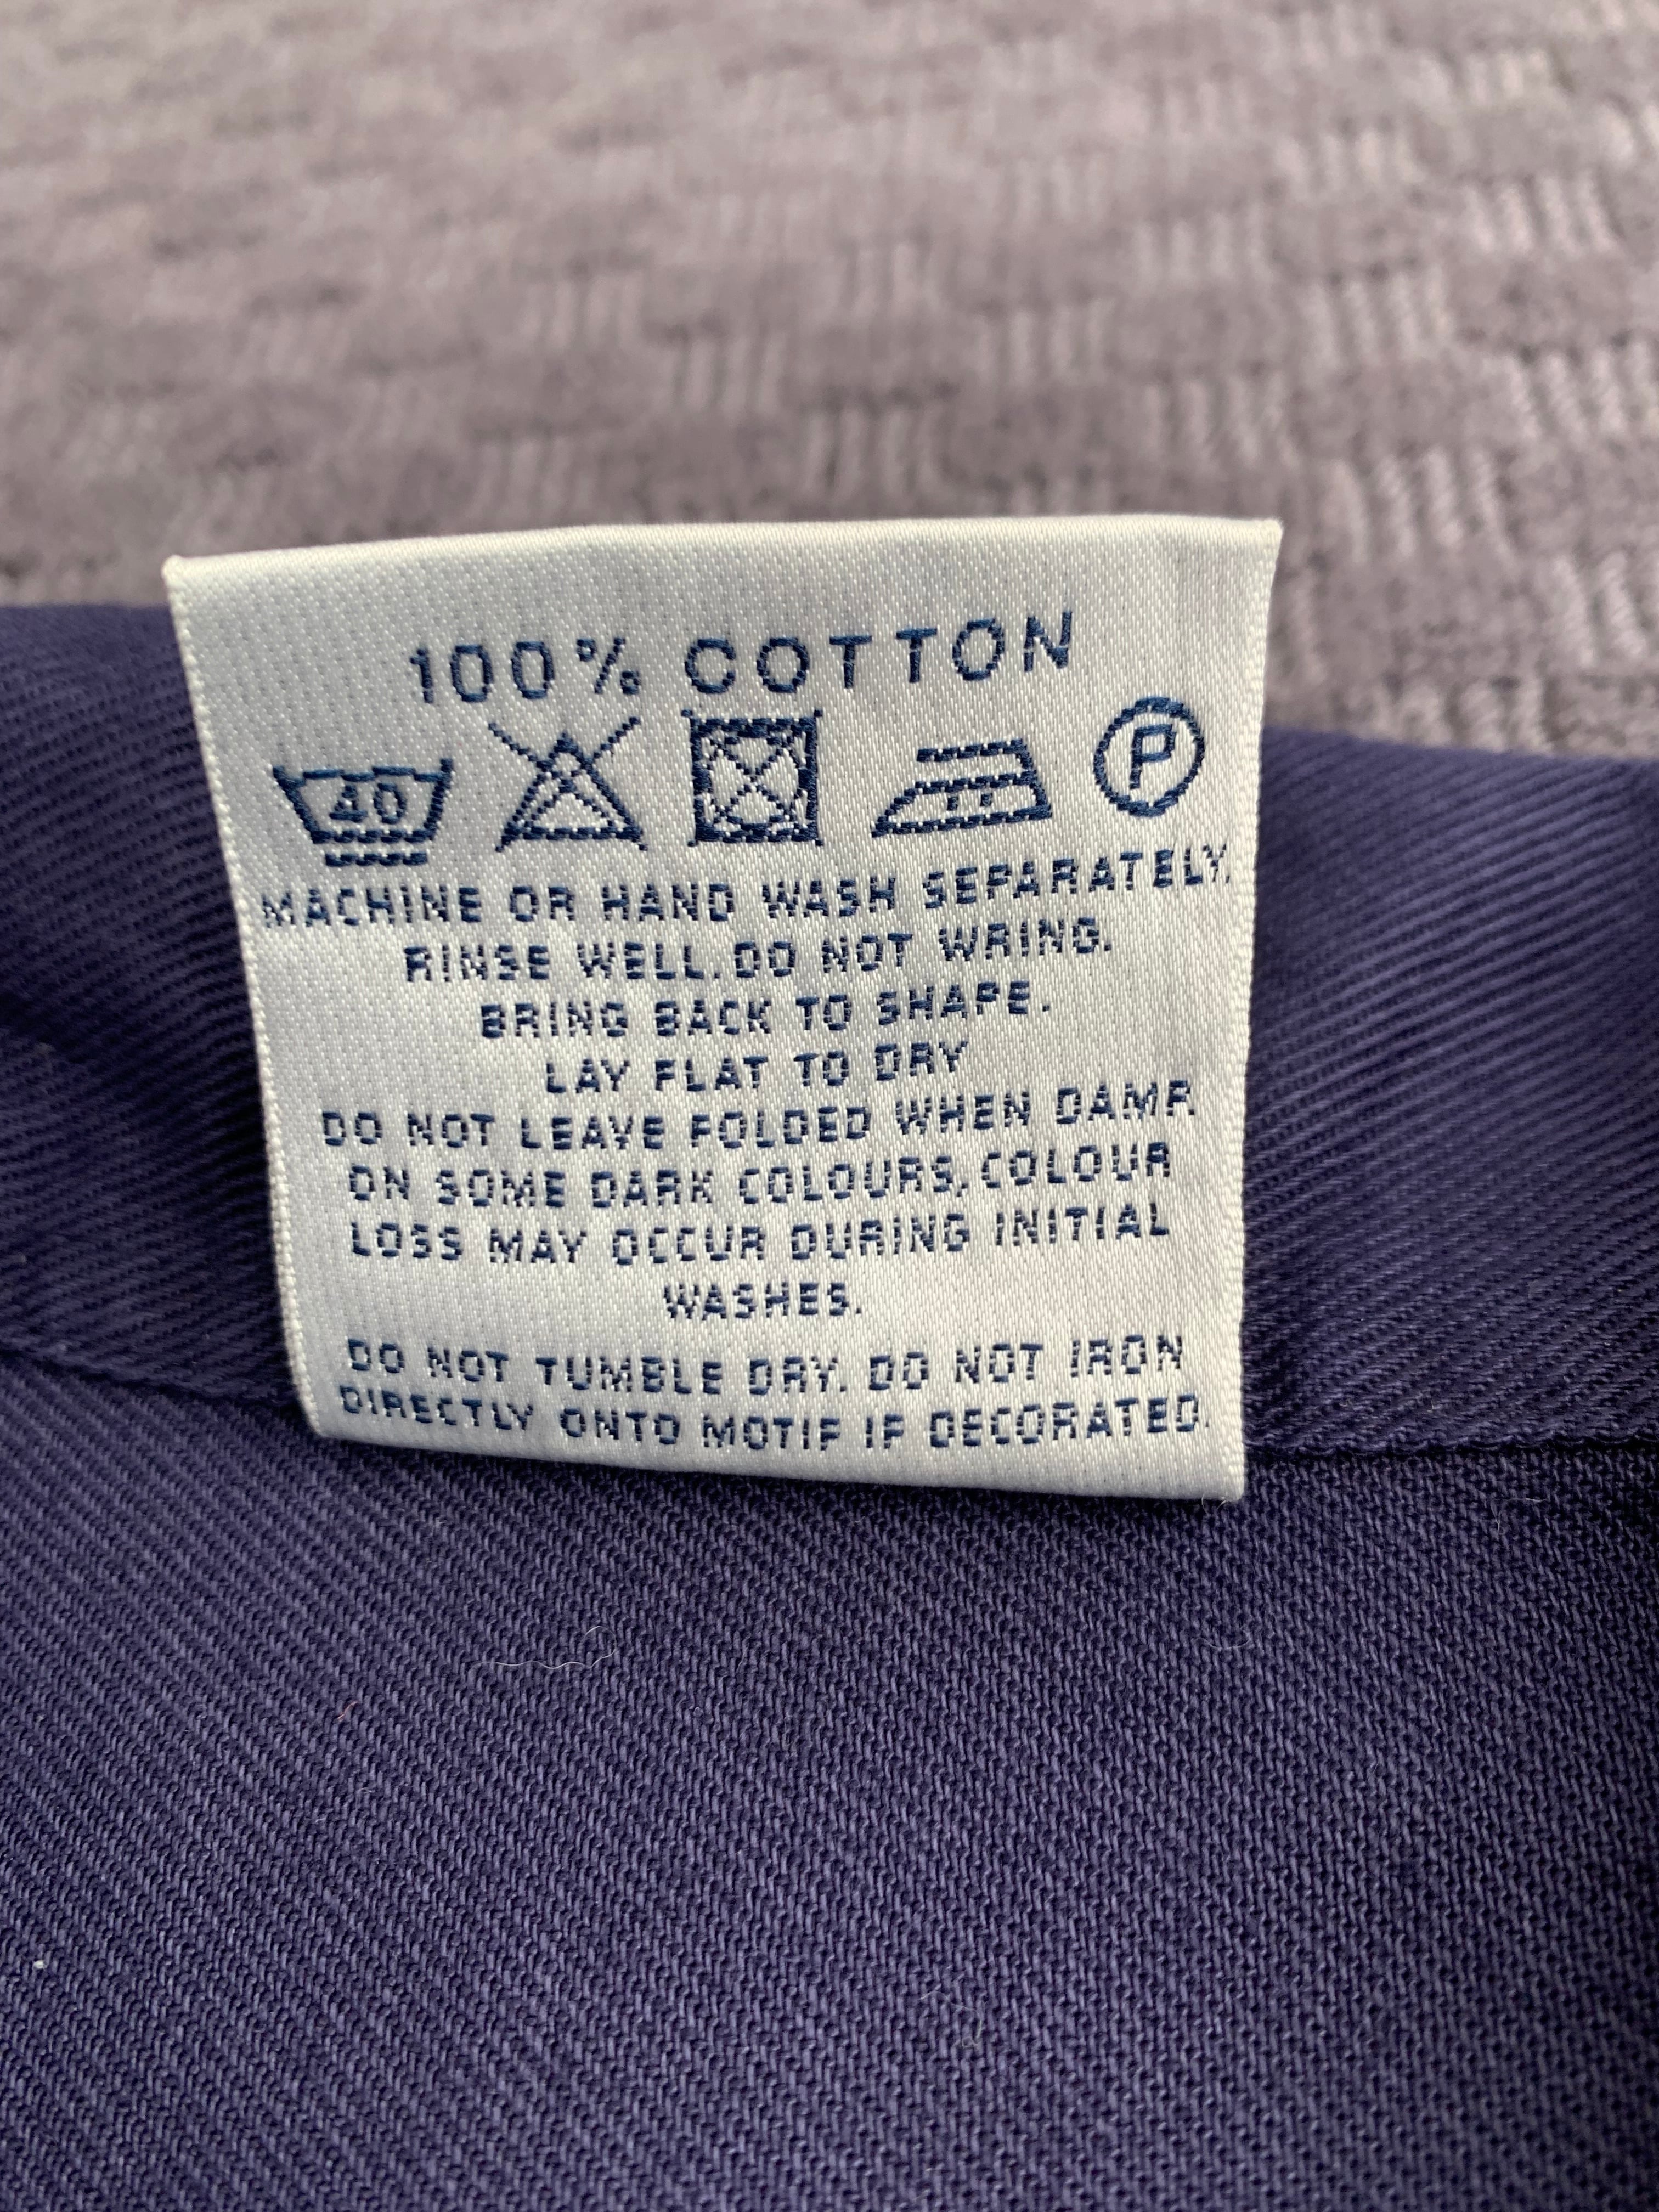 100% COTTON
40 P
MACHINE OR HAND WASH SEPARATELY.
RINSE WELL. DO NOT WRING.
BRING BACK TO SHAPE.
LAY FLAT TO DRY
DO NOT LEAVE FOLDED WHEN DAMP.
ON SOME DARK COLOURS, COLOUR
LOSS MAY OCCUR DURING INITIAL
WASHES.
DO NOT TUMBLE DRY. DO NOT IRON
DIRECTLY ONTO MOTIF IF DECORATED.